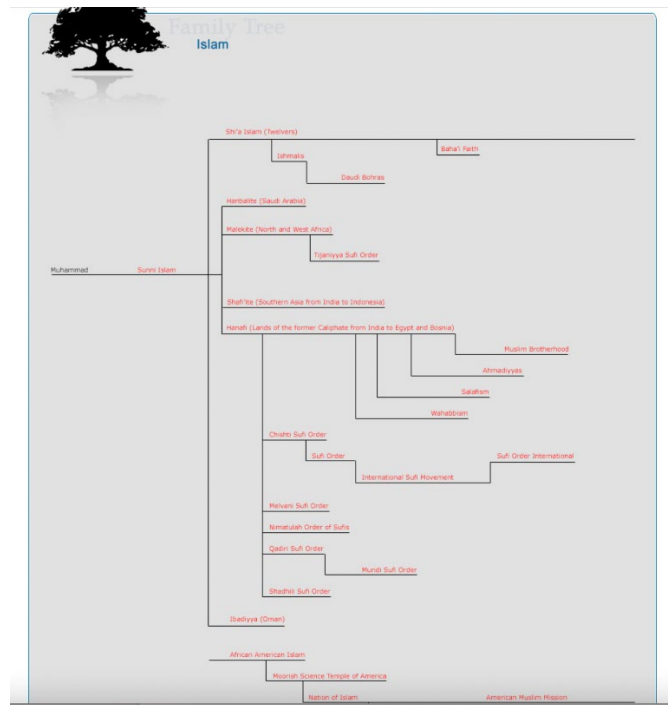 Family Tree
Islam
Shi'a Islam (Twelvers)
Baha'i Faith
Ishmalis
Daudi Bohras
Hanbalite (Saudi Arabia)
Malekite (North and West Africa)
Tijaniyya Sufi Order
Muhammad
Sunni Islam
Shafi'ite (Southern Asia from India to Indonesia)
Hanafi (Lands of the former Caliphate from India to Egypt and Bosnia)
Muslim Brotherhood
Ahmadiyyas
Salafism
Wahabbism
Chishti Sufi Order
Sufi Order
Sufi Order International
International Sufi Movement
Melvani Sufi Order
Nimatulah Order of Sufis
Qadiri Sufi Order
Mundi Sufi Order
Shadhili Sufi Order
Ibadiyya (Oman)
African American Islam
Moorish Science Temple of America
Nation of Islam
American Muslim Mission